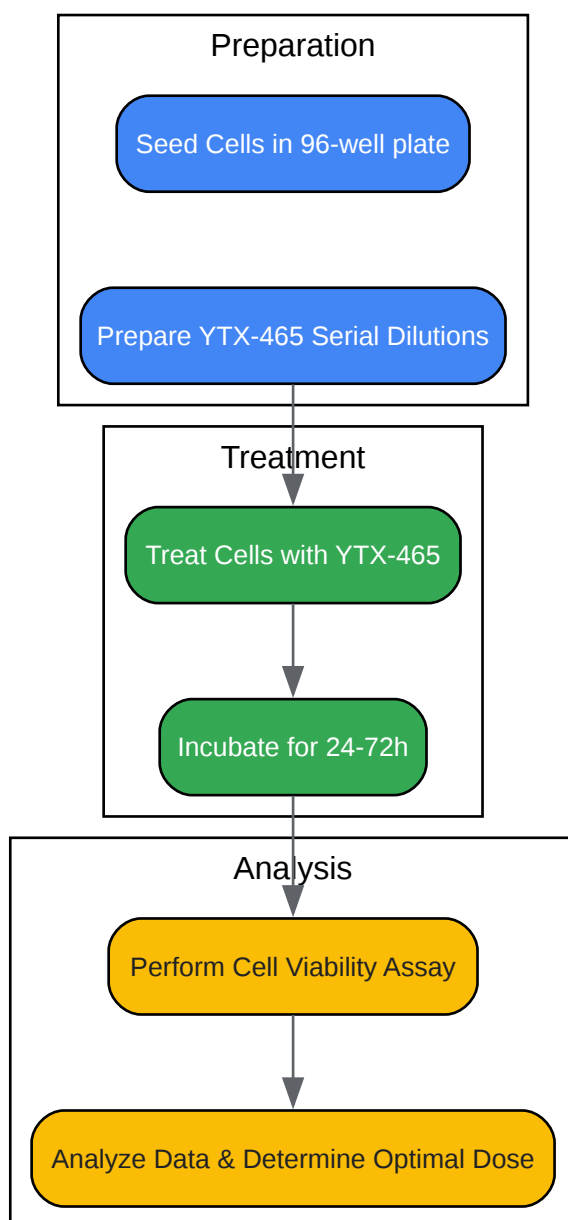 Preparation
Seed Cells in 96-well plate
Prepare YTX-465 Serial Dilutions
Treatment
Treat Cells with YTX-465
Incubate for 24-72h
Analysis
Perform Cell Viability Assay
Analyze Data & Determine Optimal Dose